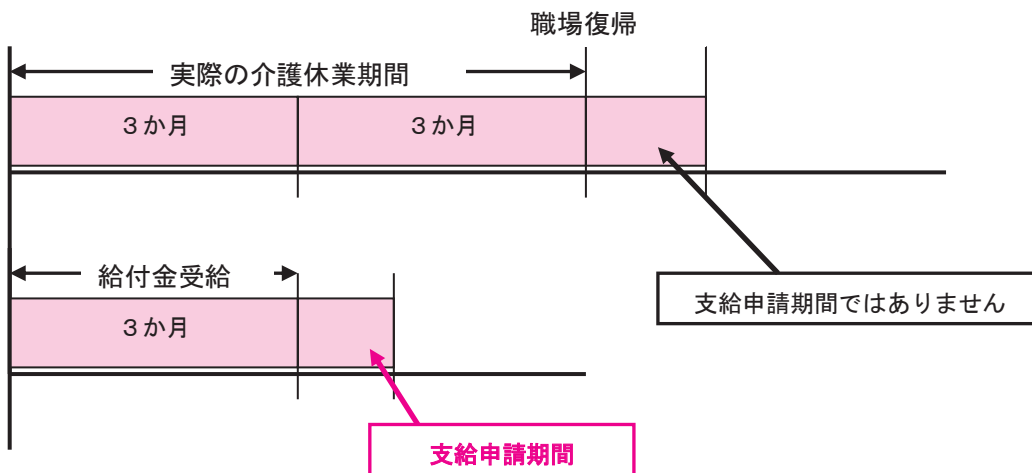 職場復帰
実際の介護休業期間
３か月
３か月
支給申請期間ではありません
給付金受給
３か月
支給申請期間